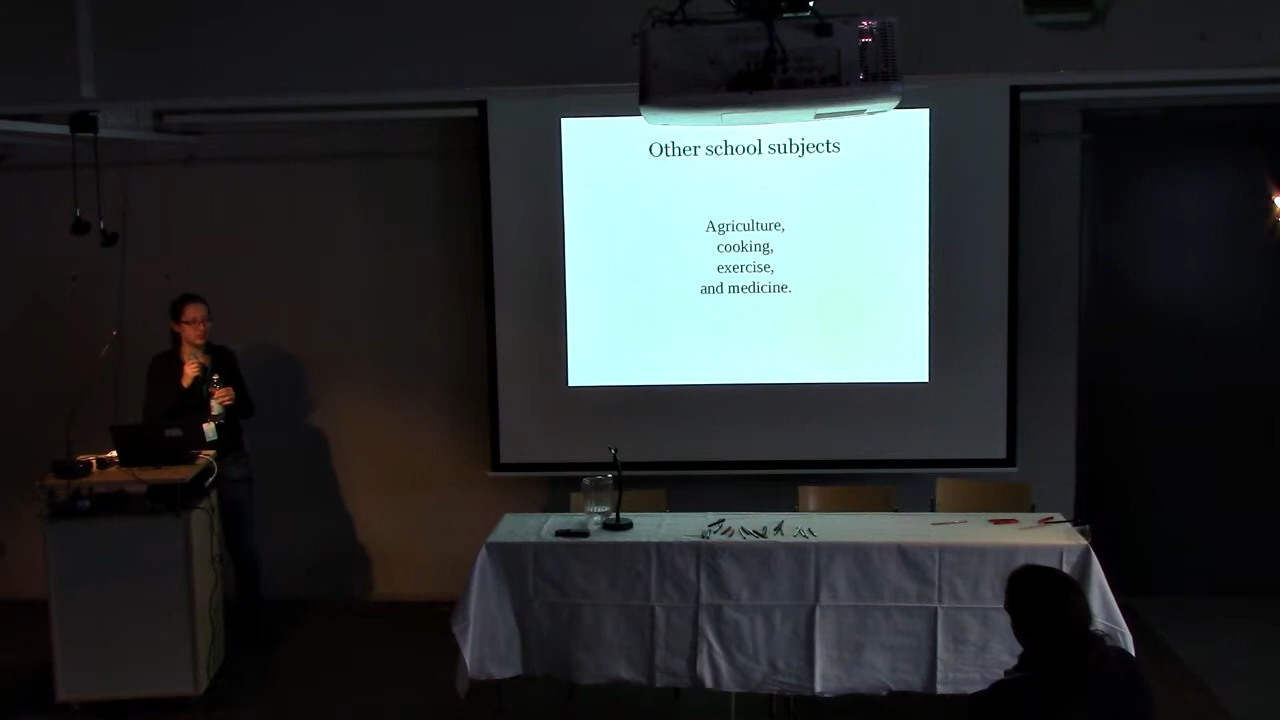 Other school subjects
Agriculture,
cooking,
exercise,
and medicine.